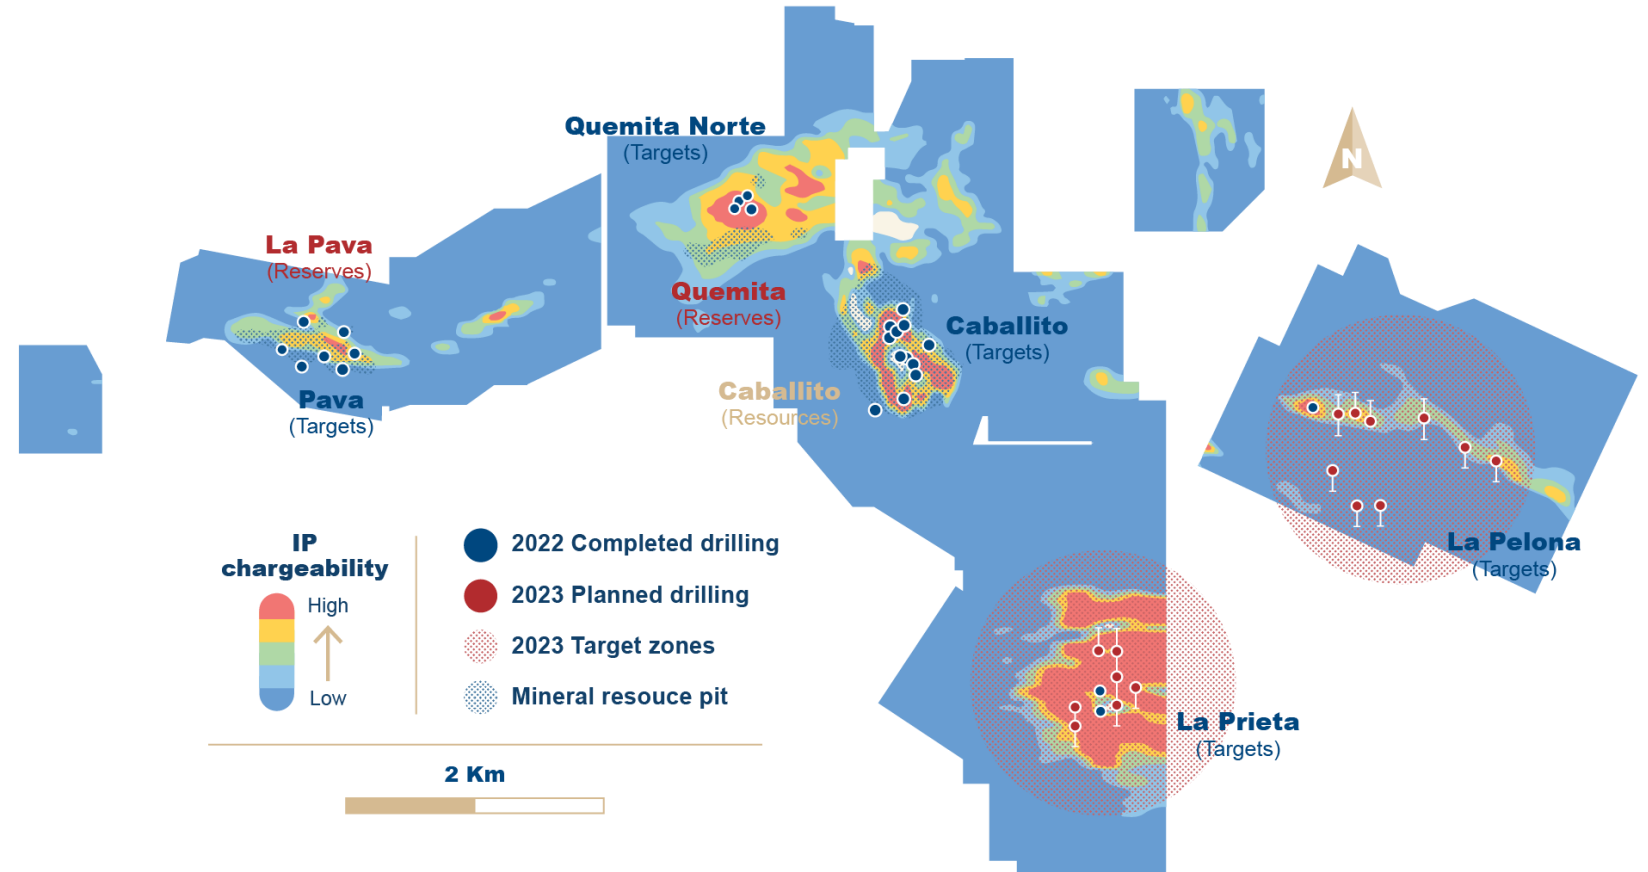 Quemita Norte
(Targets)
N
La Pava
(Reserves)
Quemita
(Reserves)
Caballito
(Targets)
Caballito
(Resources)
Pava
(Targets)
La Pelona
(Targets)
IP
chargeability
High
Low
2022 Completed drilling
2023 Planned drilling
2023 Target zones
Mineral resouce pit
La Prieta
(Targets)
2 Km